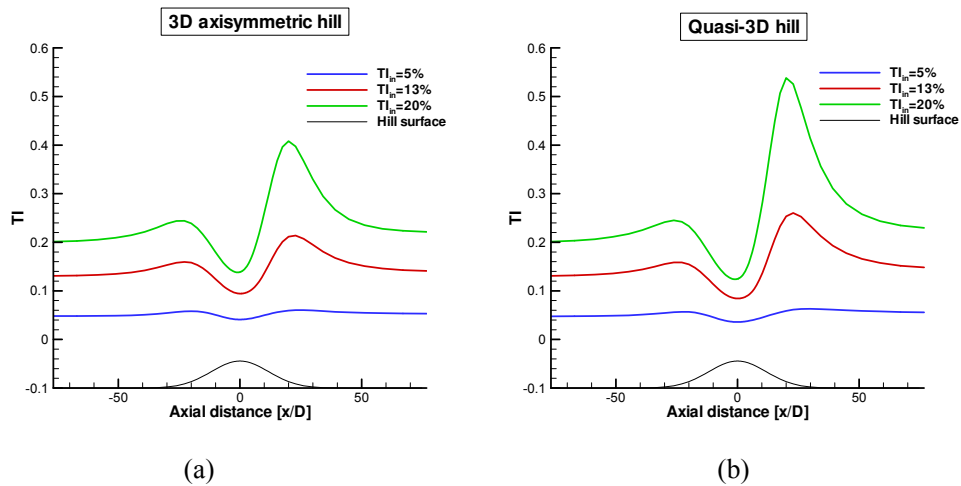 3D axisymmetric hill
0.6
0.5
0.4
0.3
0.2
0.1
0
-0.1
TI
TI_in=5%
TI_in=13%
TI_in=20%
Hill surface
-50
0
50
Axial distance [x/D]
(a)
Quasi-3D hill
0.6
0.5
0.4
0.3
0.2
0.1
0
-0.1
TI
TI_in=5%
TI_in=13%
TI_in=20%
Hill surface
-50
0
50
Axial distance [x/D]
(b)